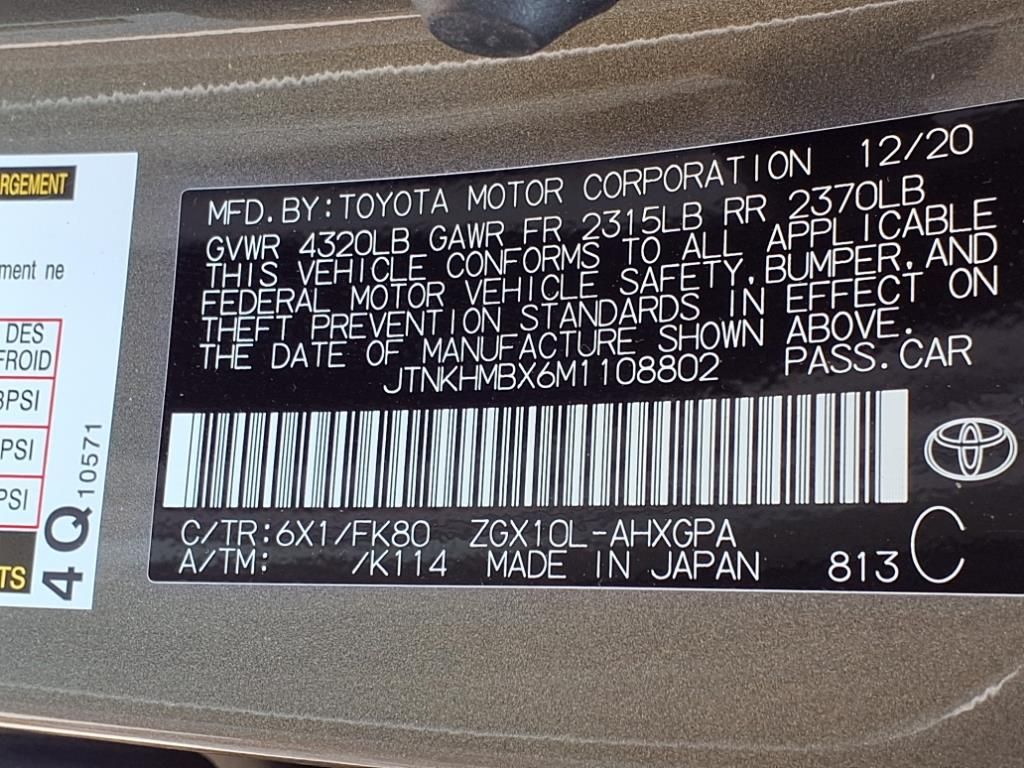 RGEMENT
ment ne
DES
FROID
PSI
PSI
PSI
TS
4Q 10571
MFD.BY:TOYOTA MOTOR CORPORATION 12/20
GVWR 4320LB GAWR FR 2315LB RR 2370LB
THIS VEHICLE CONFORMS TO ALL APPLICABLE
FEDERAL MOTOR VEHICLE SAFETY,BUMPER,AND
THEFT PREVENTION STANDARDS IN EFFECT ON
THE DATE OF MANUFACTURE SHOWN ABOVE.
JTNKHMBX6M1108802 PASS.CAR
C/TR:6X1/FK80 ZGX10L-AHXGPA
A/TM: /K114 MADE IN JAPAN 813 C